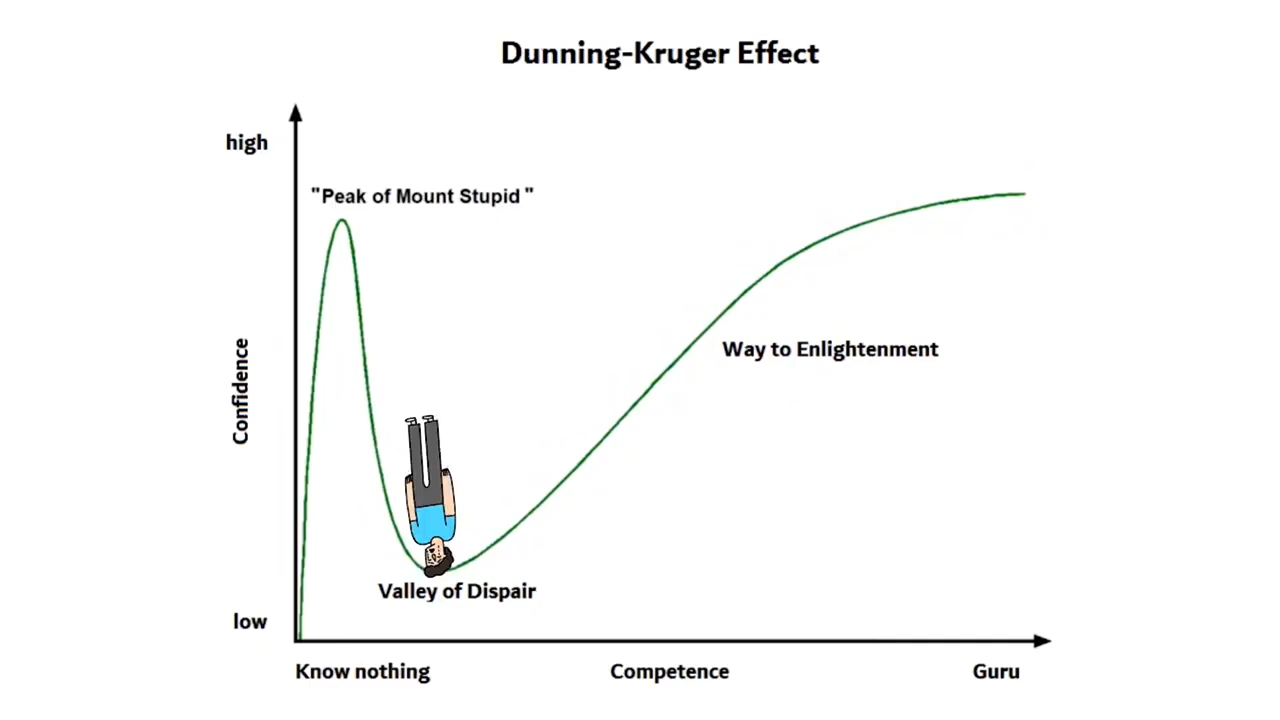 Dunning-Kruger Effect
high
"Peak of Mount Stupid "
Confidence
Way to Enlightenment
Valley of Dispair
low
Know nothing
Competence
Guru